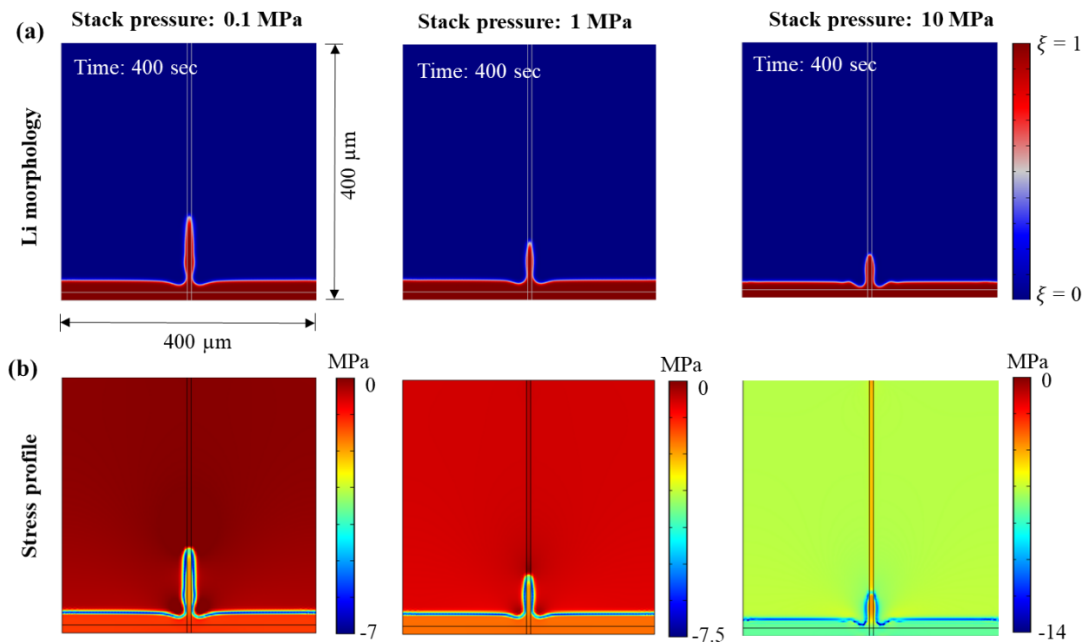 Stack pressure: 0.1 MPa
Stack pressure: 1 MPa
Stack pressure: 10 MPa
(a)
Li morphology
Time: 400 sec
400 µm
400 µm
Time: 400 sec
Time: 400 sec
ξ = 1
ξ = 0
(b)
Stress profile
MPa
0
-7
MPa
0
-7.5
MPa
0
-14